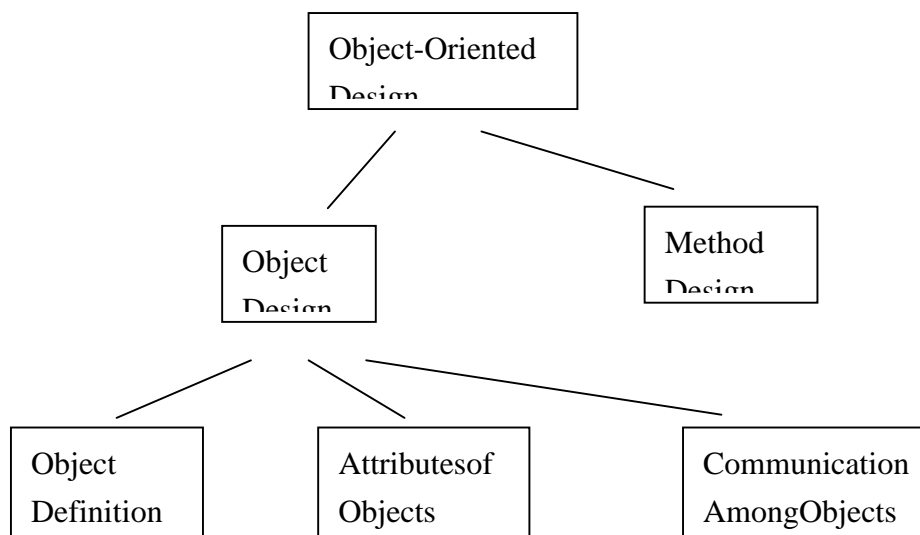 Object-Oriented
Design
Object
Design
Method
Design
Object
Definition
Attributesof
Objects
Communication
AmongObjects